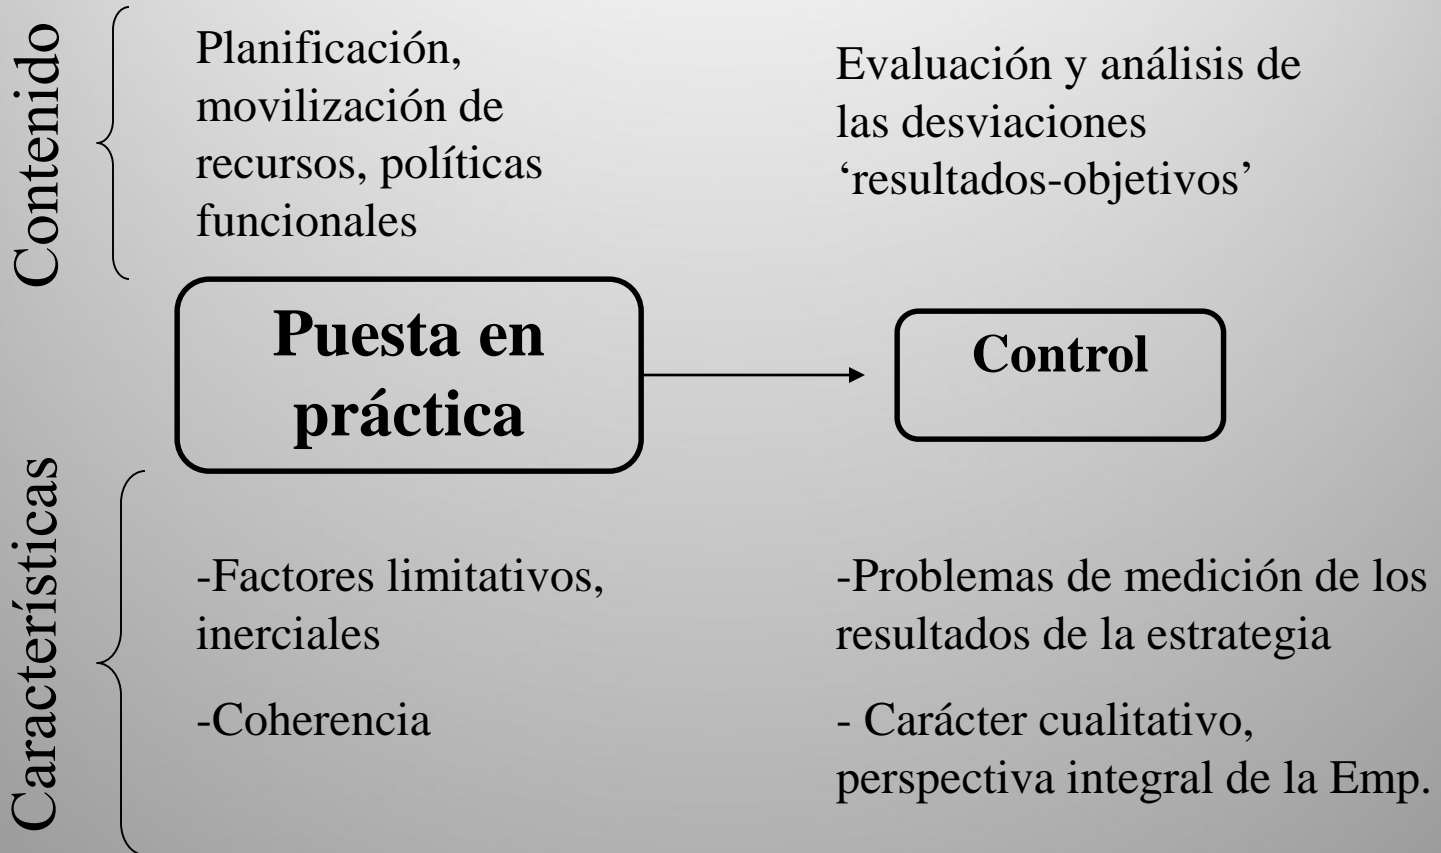 Contenido
Planificación,
movilización de
recursos, políticas
funcionales
Evaluación y análisis de
las desviaciones
‘resultados-objetivos’
Puesta en
práctica
Control
Características
-Factores limitativos,
inerciales
-Coherencia
-Problemas de medición de los
resultados de la estrategia
- Carácter cualitativo,
perspectiva integral de la Emp.